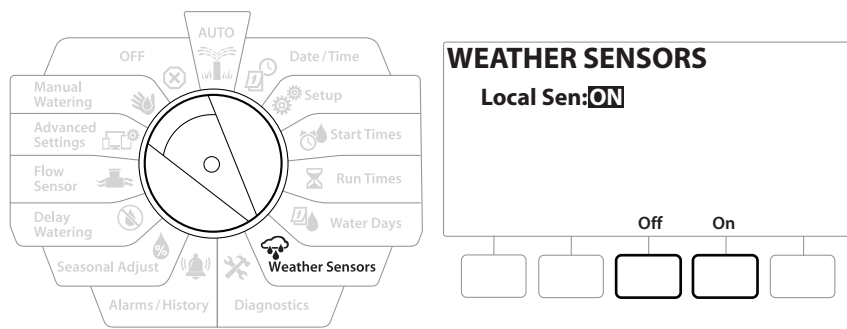 AUTO
Date/Time
Setup
Start Times
Run Times
Water Days
Weather Sensors
Diagnostics
Alarms/History
Seasonal Adjust
%
Delay
Watering
Flow
Sensor
Advanced
Settings
Manual
Watering
OFF
WEATHER SENSORS
Local Sen:ON
Off On